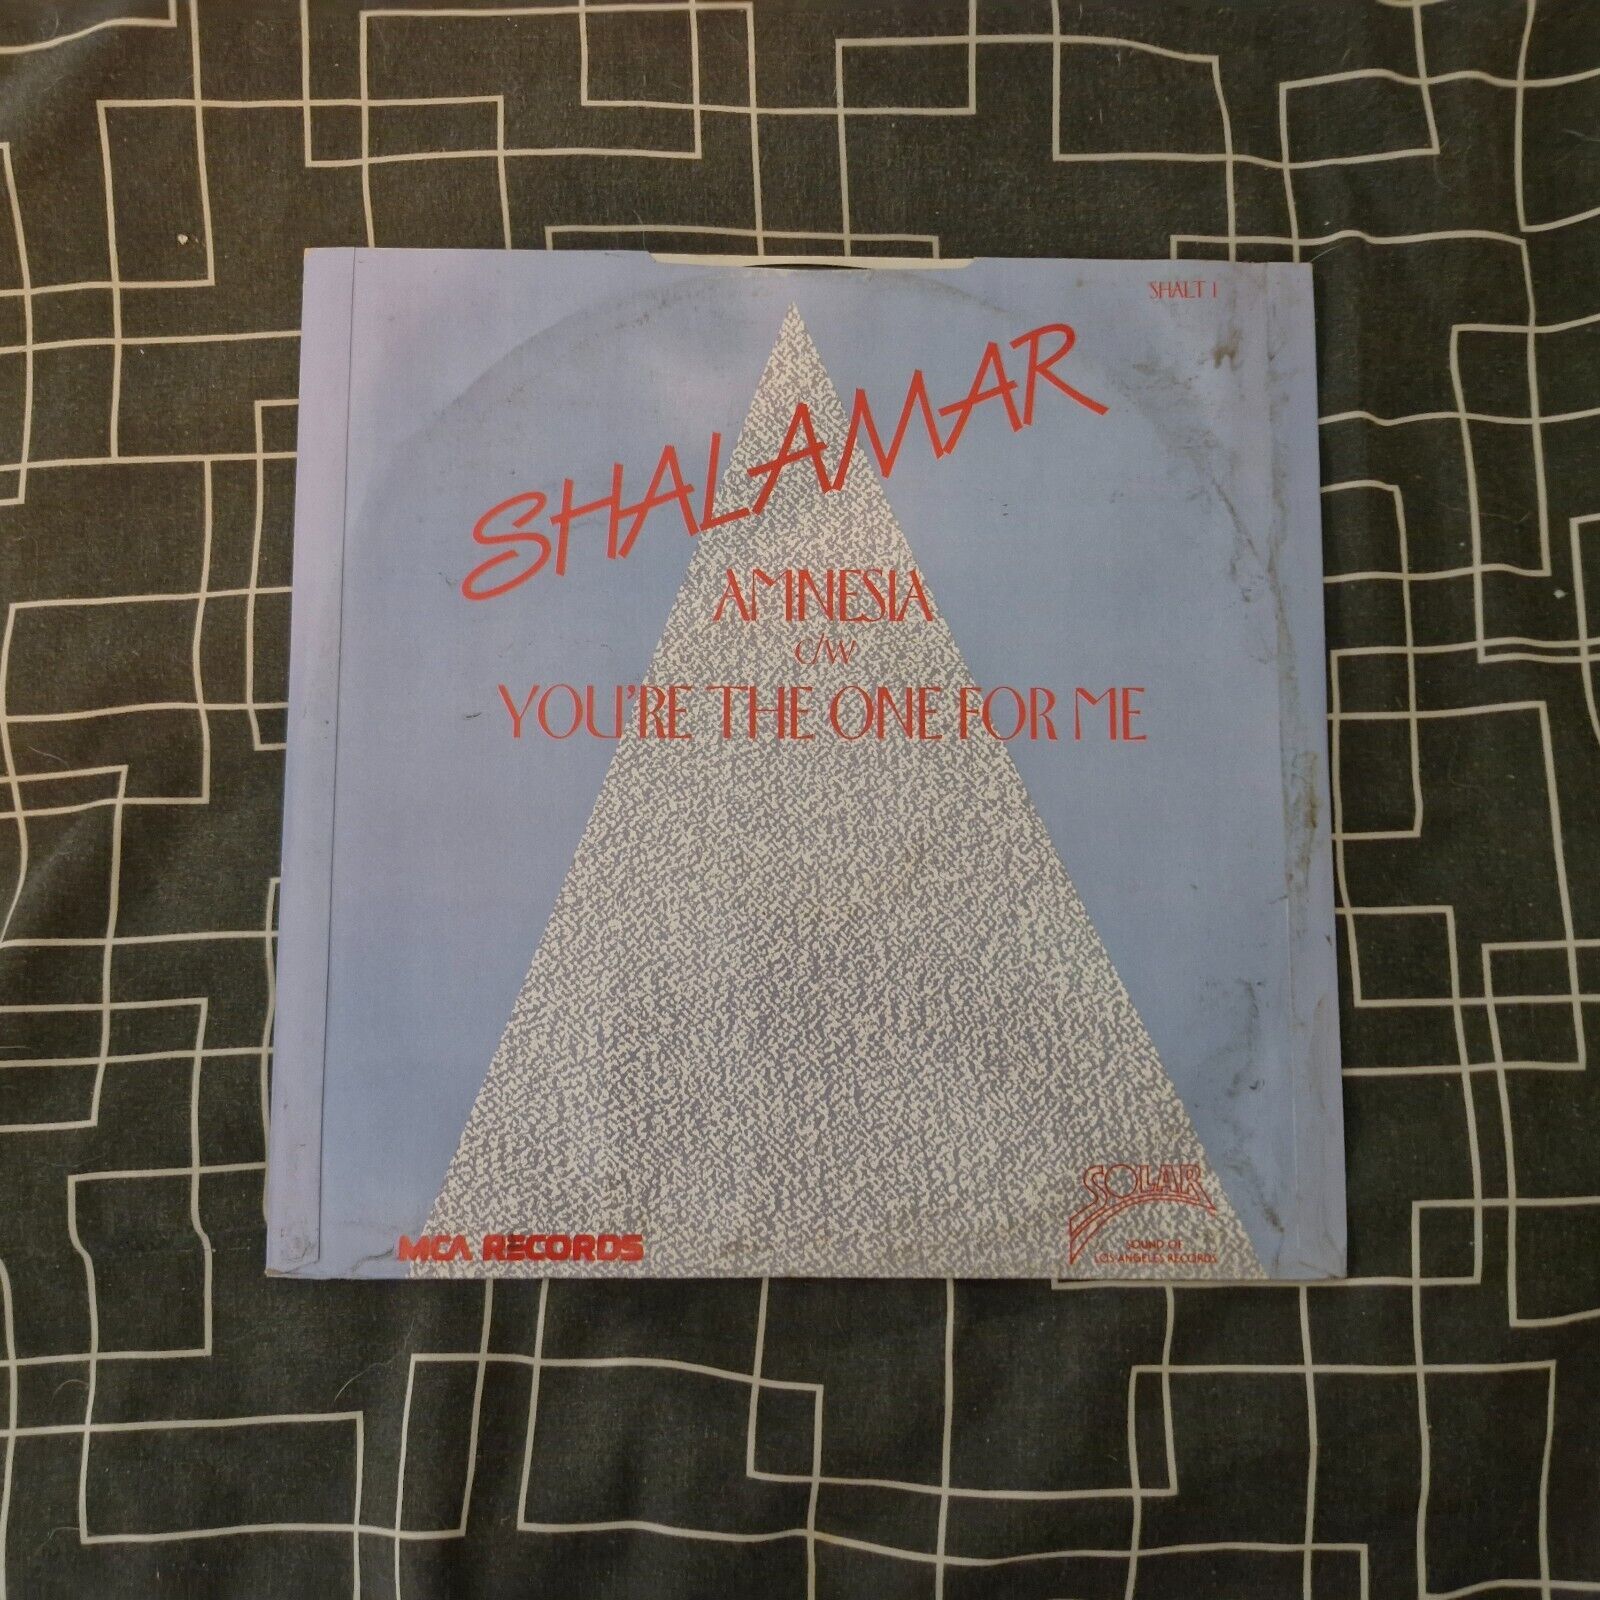 SHALT 1
SHALAMAR
AMNESIA
C/W
YOU'RE THE ONE FOR ME
MCA RECORDS
SOLAR
SOUND OF
LOS ANGELES RECORDS